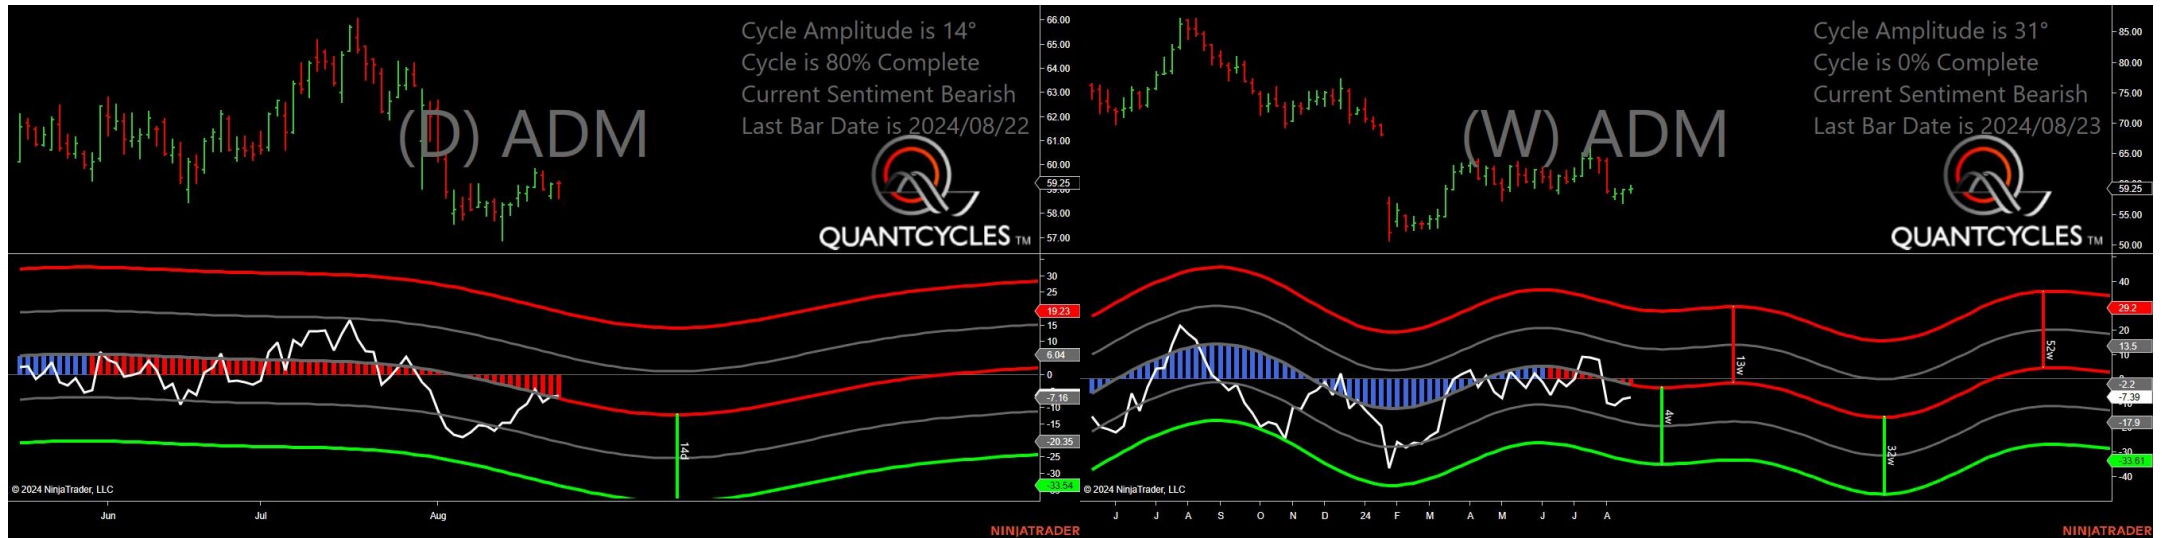 Cycle Amplitude is 14°
Cycle is 80% Complete
Current Sentiment Bearish
Last Bar Date is 2024/08/22
(D) ADM
QUANTCYCLES TM
66.00
65.00
64.00
63.00
62.00
61.00
60.00
59.25
58.00
57.00
30
25
19.23
15
10
6.04
0
-7.16
-10
-15
-20.35
-25
-30
-33.54
14d
© 2024 NinjaTrader, LLC
Jun Jul Aug
NINJATRADER
Cycle Amplitude is 31°
Cycle is 0% Complete
Current Sentiment Bearish
Last Bar Date is 2024/08/23
(W) ADM
QUANTCYCLES TM
85.00
80.00
75.00
70.00
65.00
59.25
55.00
50.00
40
29.2
20
13.5
10
0
-2.2
-7.39
-17.9
-30
-33.61
-40
4w
13w
32w
52w
© 2024 NinjaTrader, LLC
J J A S O N D 24 F M A M J J A
NINJATRADER